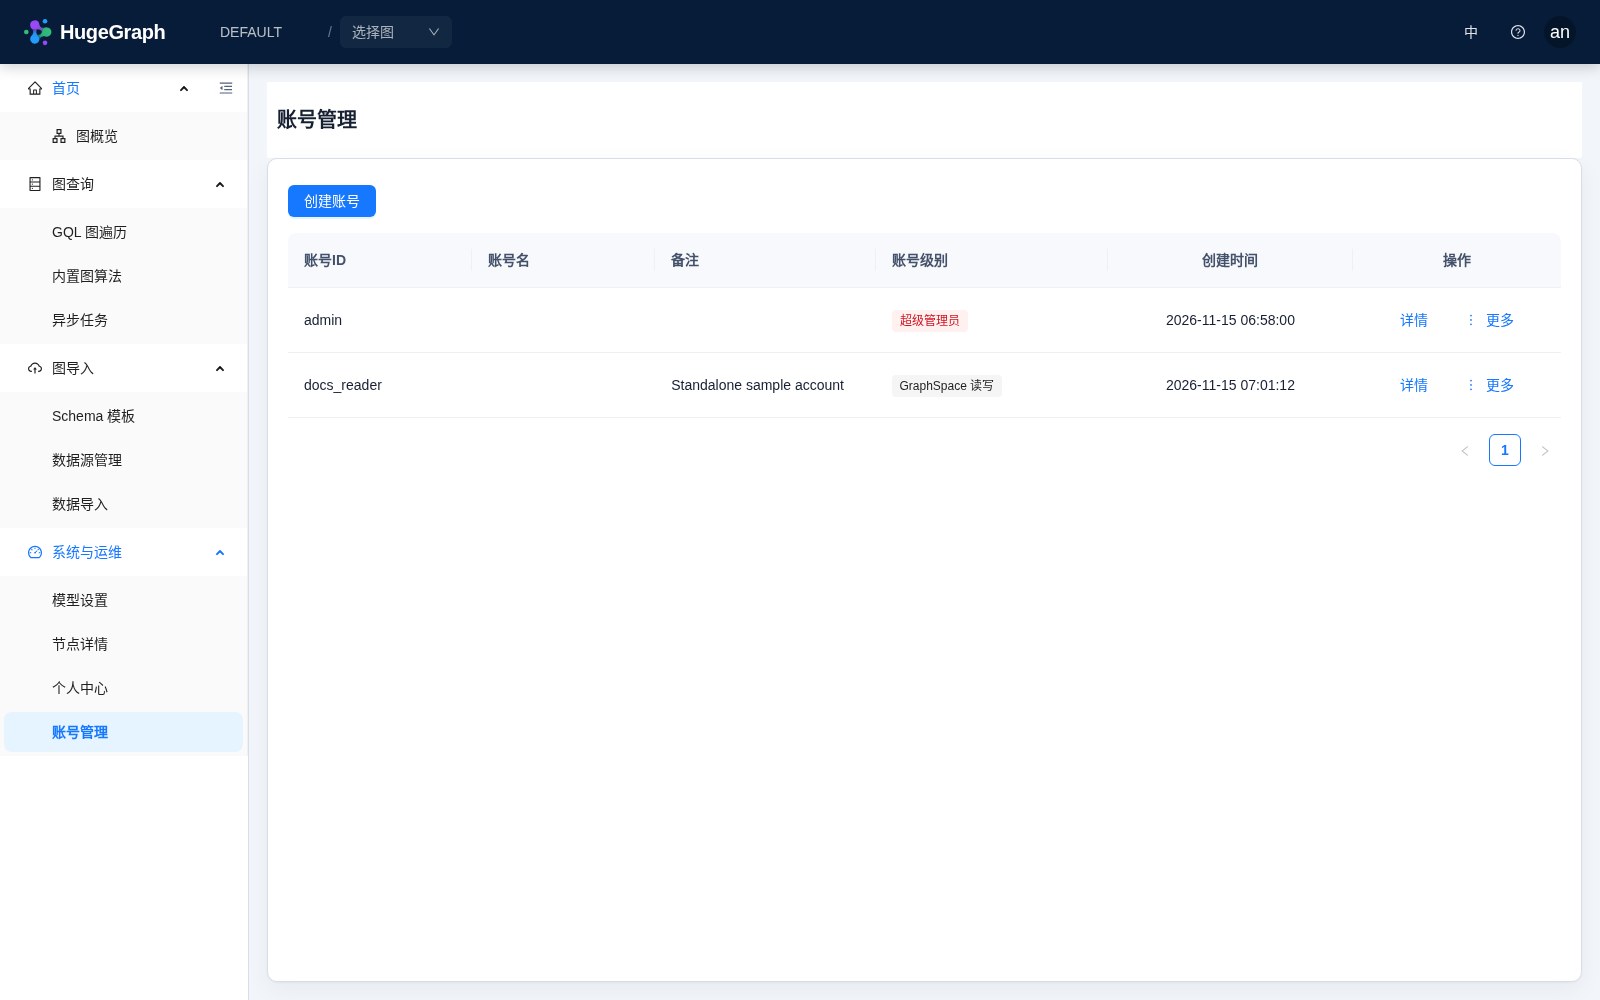 HugeGraph
DEFAULT / 选择图
中
an
首页
图概览
图查询
GQL 图遍历
内置图算法
异步任务
图导入
Schema 模板
数据源管理
数据导入
系统与运维
模型设置
节点详情
个人中心
账号管理
账号管理
创建账号
账号ID 账号名 备注 账号级别 创建时间 操作
admin 超级管理员 2026-11-15 06:58:00 详情 更多
docs_reader Standalone sample account GraphSpace 读写 2026-11-15 07:01:12 详情 更多
1